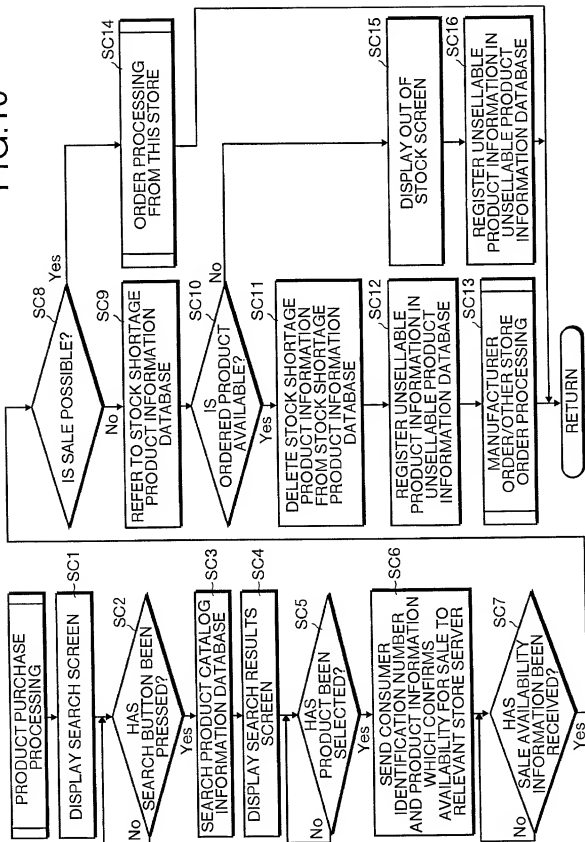 PRODUCT PURCHASE
PROCESSING
SC1
DISPLAY SEARCH SCREEN
SC2
HAS
SEARCH BUTTON BEEN
PRESSED?
No
Yes
SC3
SEARCH PRODUCT CATALOG
INFORMATION DATABASE
SC4
DISPLAY SEARCH RESULTS
SCREEN
SC5
HAS
PRODUCT BEEN
SELECTED?
No
Yes
SC6
SEND CONSUMER
IDENTIFICATION NUMBER
AND PRODUCT INFORMATION
WHICH CONFIRMS
AVAILABILITY FOR SALE TO
RELEVANT STORE SERVER
SC7
HAS
SALE AVAILABILITY
INFORMATION BEEN
RECEIVED?
No
Yes
SC8
IS SALE POSSIBLE?
Yes
No
SC9
REFER TO STOCK SHORTAGE
PRODUCT INFORMATION
DATABASE
SC10
IS
ORDERED PRODUCT
AVAILABLE?
No
Yes
SC11
DELETE STOCK SHORTAGE
PRODUCT INFORMATION
FROM STOCK SHORTAGE
PRODUCT INFORMATION
DATABASE
SC12
REGISTER UNSELLABLE
PRODUCT INFORMATION IN
UNSELLABLE PRODUCT
INFORMATION DATABASE
SC13
MANUFACTURER
ORDER/OTHER STORE
ORDER PROCESSING
RETURN
SC14
ORDER PROCESSING
FROM THIS STORE
SC15
DISPLAY OUT OF
STOCK SCREEN
SC16
REGISTER UNSELLABLE
PRODUCT INFORMATION IN
UNSELLABLE PRODUCT
INFORMATION DATABASE